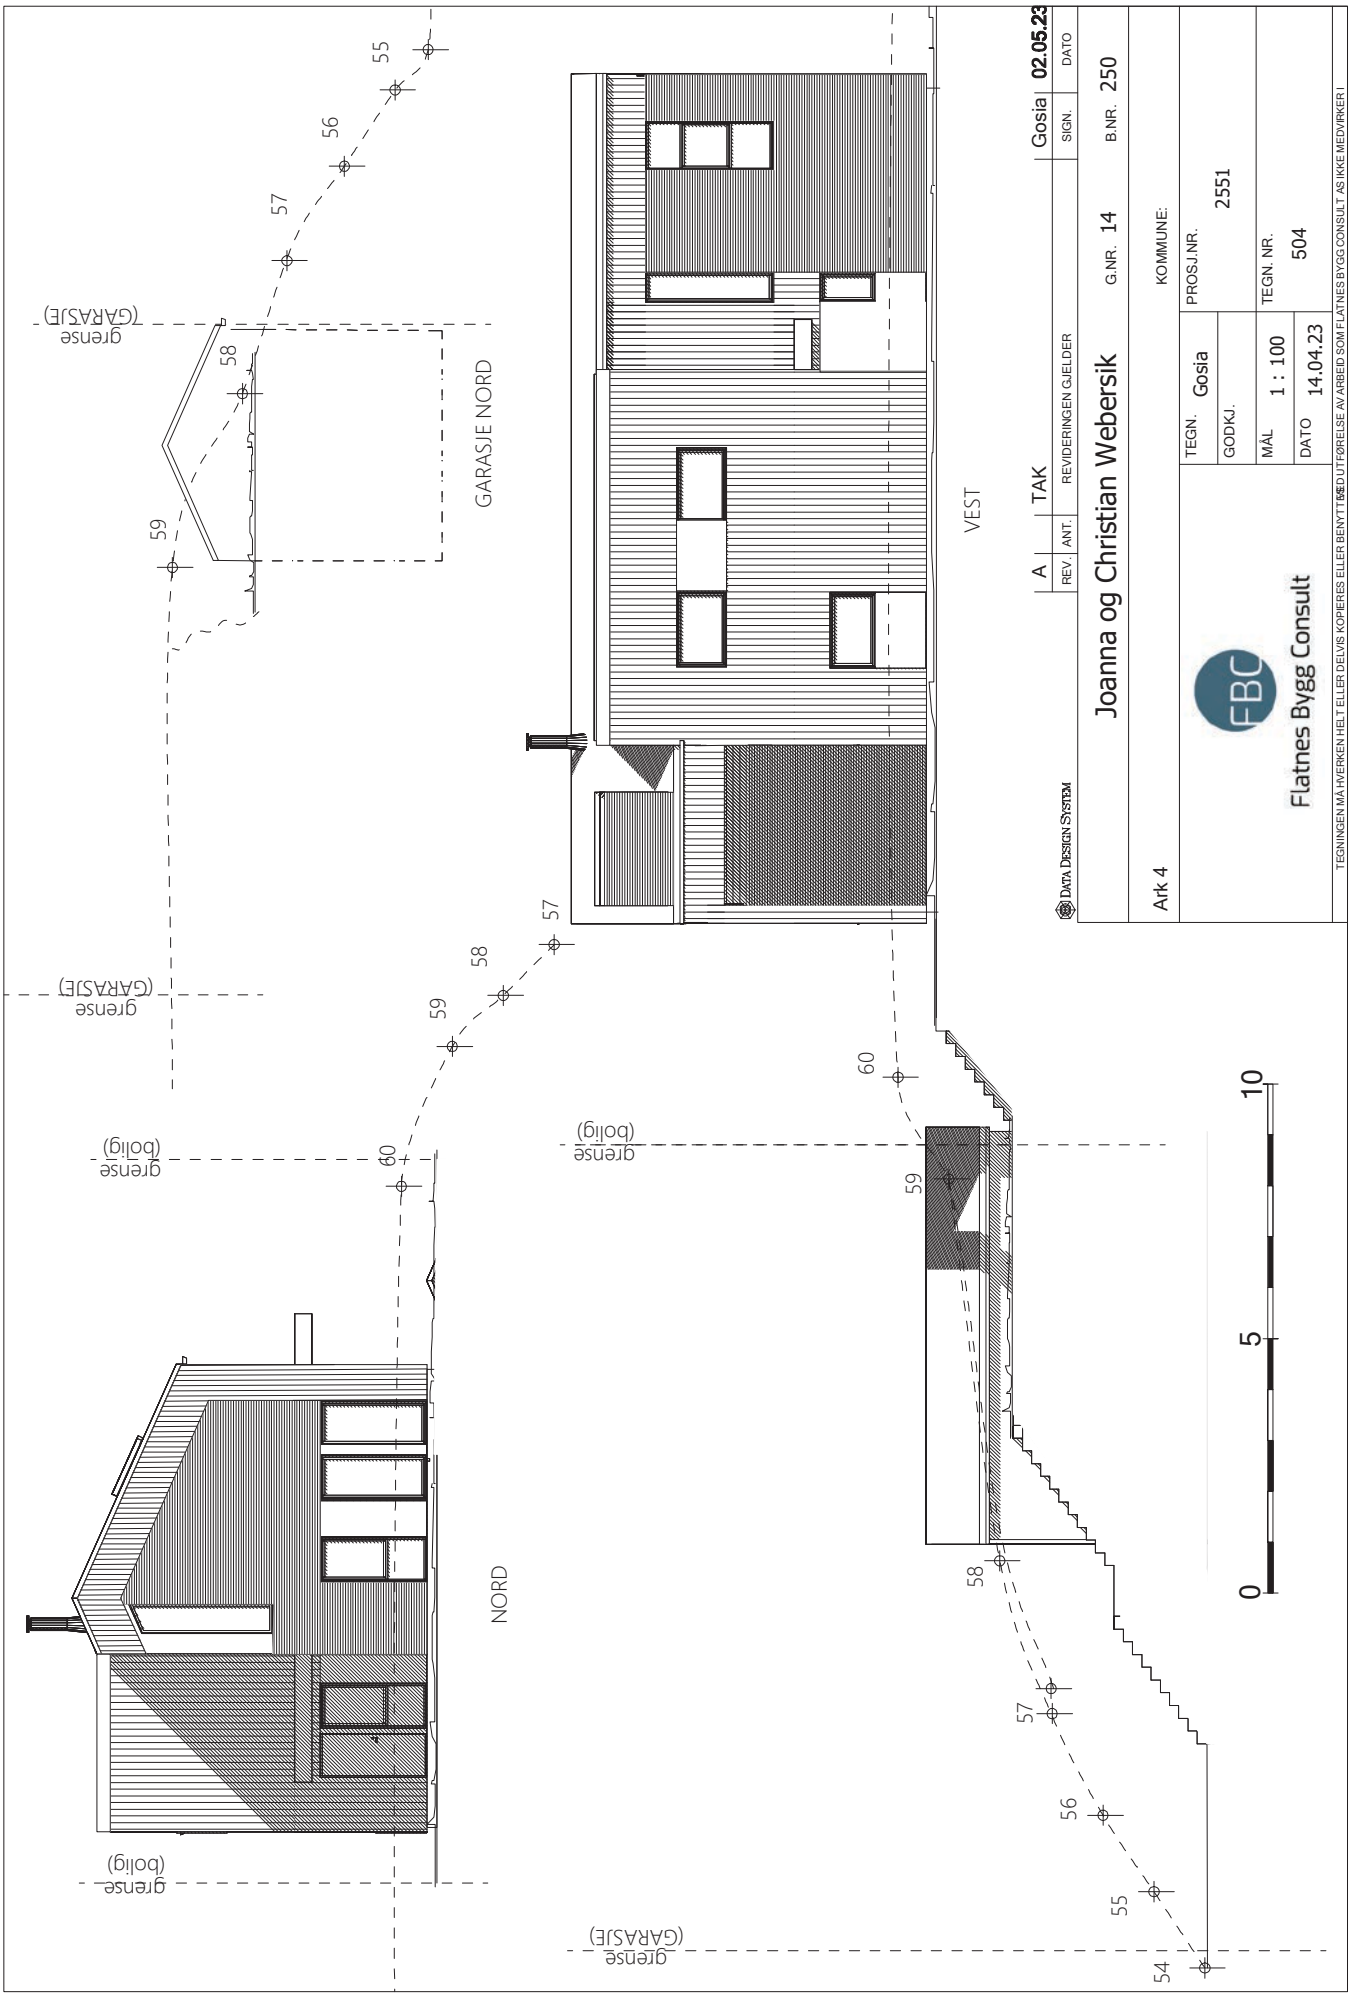 grense
(bolig)
NORD
60
grense
(bolig)
59
58
57
grense
(GARASJE)
59
58
grense
(GARASJE)
57
56
55
GARASJE NORD
grense
(GARASJE)
54
55
56
57
58
59
grense
(bolig)
60
VEST
0
5
10
DATA DESIGN SYSTEM
A TAK Gosia 02.05.23
REV. ANT. REVIDERINGEN GJELDER SIGN. DATO
Joanna og Christian Webersik G.NR. 14 B.NR. 250
Ark 4 KOMMUNE:
FBC
Flatnes Bygg Consult
TEGN. Gosia PROSJ.NR. 2551
GODKJ.
MÅL 1 : 100 TEGN. NR. 504
DATO 14.04.23
TEGNINGEN MÅ HVERKEN HELT ELLER DELVIS KOPIERES ELLER BENYTTES UTFØRELSE AV ARBEID SOM FLATNES BYGG CONSULT AS IKKE MEDVIRKER I